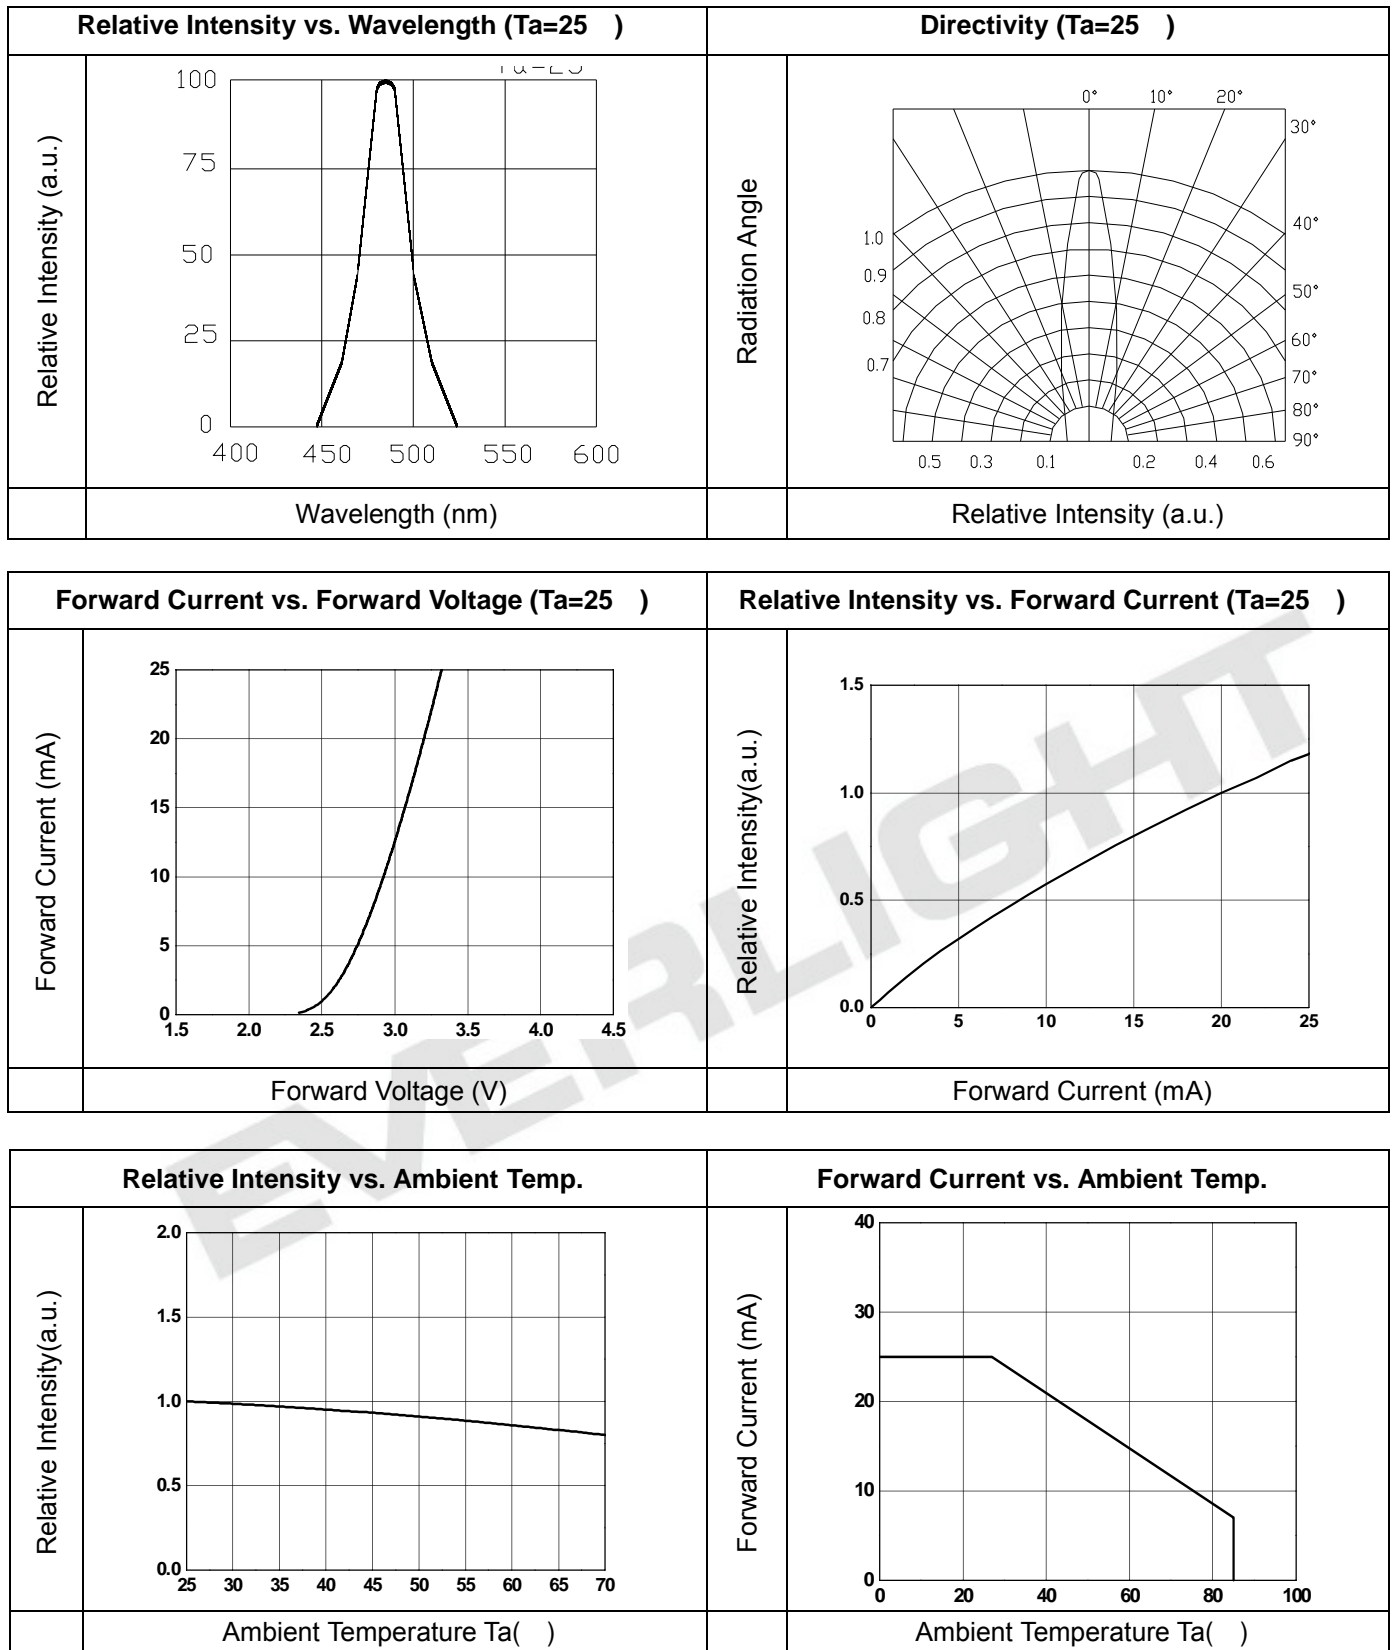 Relative Intensity vs. Wavelength (Ta=25 )
Directivity (Ta=25 )
Relative Intensity (a.u.)
100
75
50
25
0
400 450 500 550 600
Radiation Angle
0° 10° 20°
30°
40°
50°
60°
70°
80°
90°
1.0
0.9
0.8
0.7
0.5 0.3 0.1 0.2 0.4 0.6
Wavelength (nm)
Relative Intensity (a.u.)
Forward Current vs. Forward Voltage (Ta=25 )
Relative Intensity vs. Forward Current (Ta=25 )
Forward Current (mA)
25
20
15
10
5
0
1.5 2.0 2.5 3.0 3.5 4.0 4.5
Relative Intensity(a.u.)
1.5
1.0
0.5
0.0
0 5 10 15 20 25
Forward Voltage (V)
Forward Current (mA)
EVERLIGHT
Relative Intensity vs. Ambient Temp.
Forward Current vs. Ambient Temp.
Relative Intensity(a.u.)
2.0
1.5
1.0
0.5
0.0
25 30 35 40 45 50 55 60 65 70
Forward Current (mA)
40
30
20
10
0
0 20 40 60 80 100
Ambient Temperature Ta( )
Ambient Temperature Ta( )